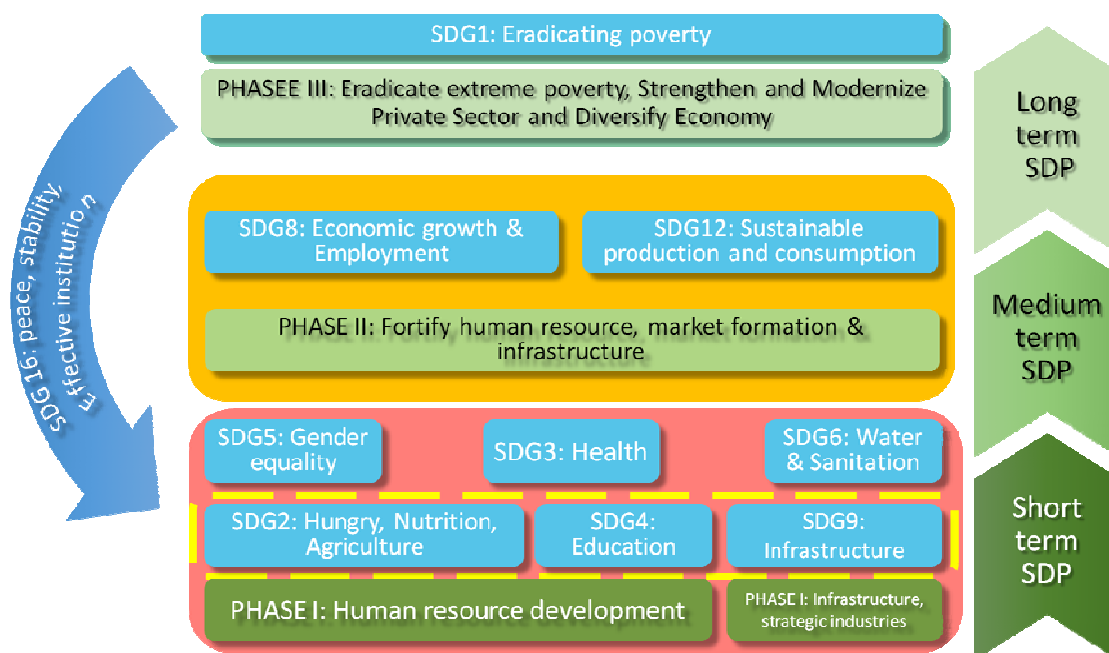 SDG1: Eradicating poverty
PHASEE III: Eradicate extreme poverty, Strengthen and Modernize
Private Sector and Diversify Economy
Long
term
SDP
SDG16: peace, stability,
Effective institution
SDG8: Economic growth &
Employment
SDG12: Sustainable
production and consumption
PHASE II: Fortify human resource, market formation &
infrastructure
Medium
term
SDP
SDG5: Gender
equality
SDG3: Health
SDG6: Water
& Sanitation
SDG2: Hungry, Nutrition,
Agriculture
SDG4:
Education
SDG9:
Infrastructure
PHASE I: Human resource development
PHASE I: Infrastructure,
strategic industries
Short
term
SDP